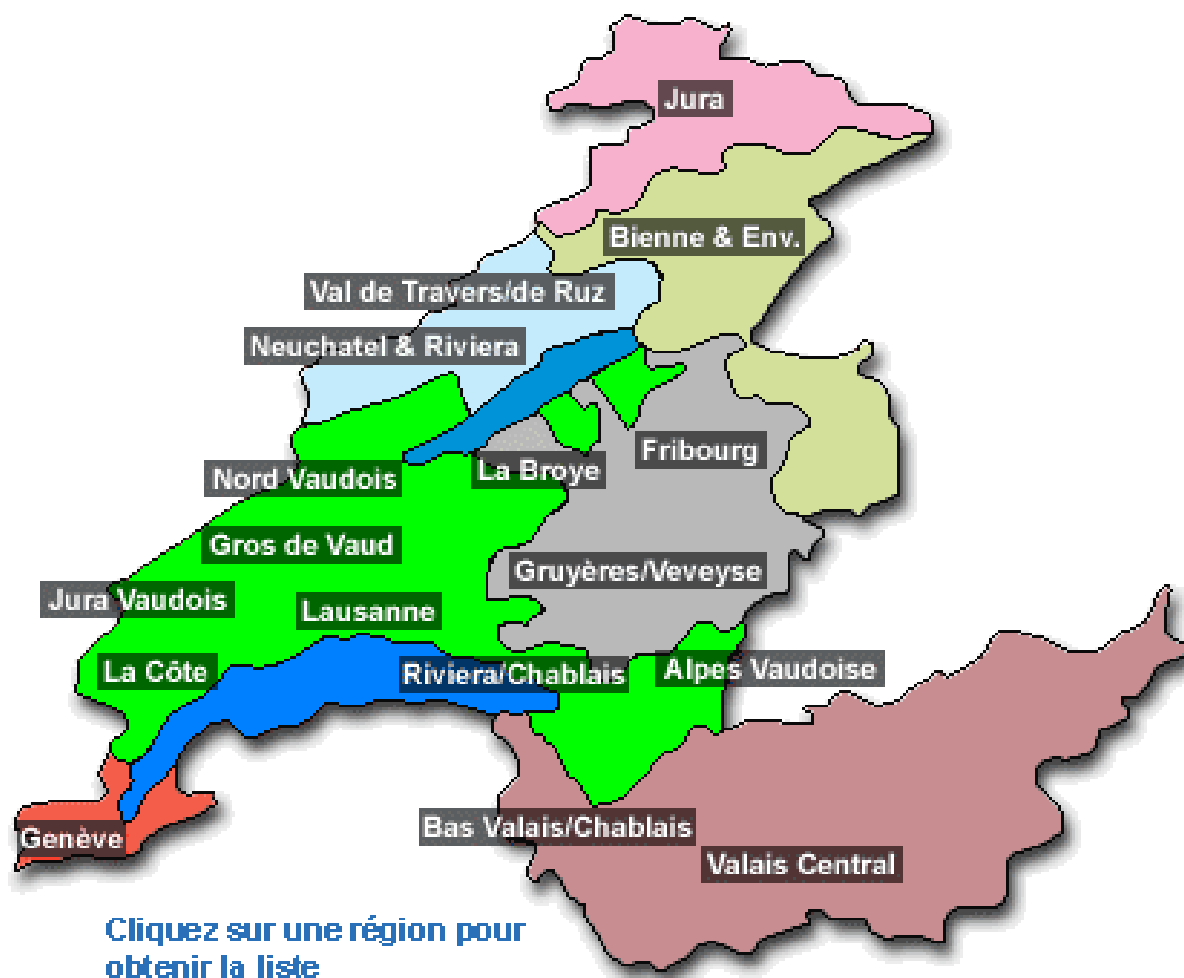 Jura
Bienne & Env.
Val de Travers/de Ruz
Neuchatel & Riviera
Fribourg
La Broye
Nord Vaudois
Gros de Vaud
Gruyères/Veveyse
Jura Vaudois
Lausanne
La Côte
Riviera/Chablais
Alpes Vaudoise
Bas Valais/Chablais
Genève
Valais Central
Cliquez sur une région pour
obtenir la liste